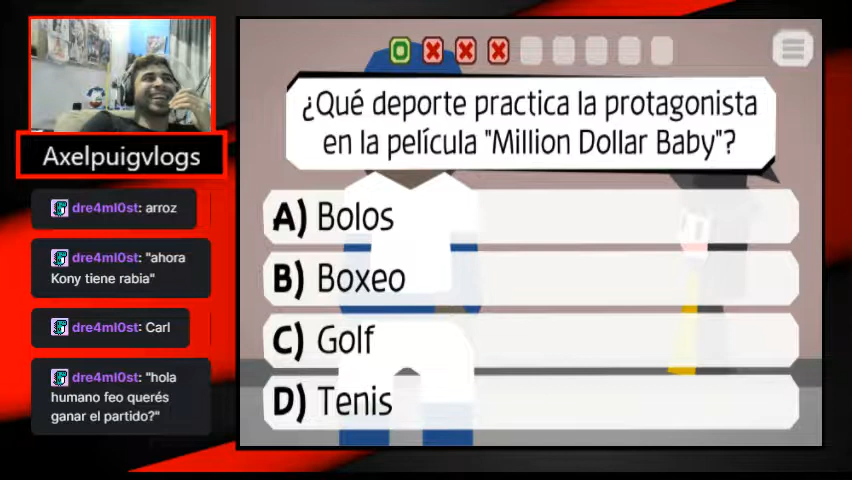 ¿Qué deporte practica la protagonista
en la película "Million Dollar Baby"?
A) Bolos
B) Boxeo
C) Golf
D) Tenis
Axelpuigvlogs
dre4ml0st: arroz
dre4ml0st: "ahora
Kony tiene rabia"
dre4ml0st: Carl
dre4ml0st: "hola
humano feo querés
ganar el partido?"